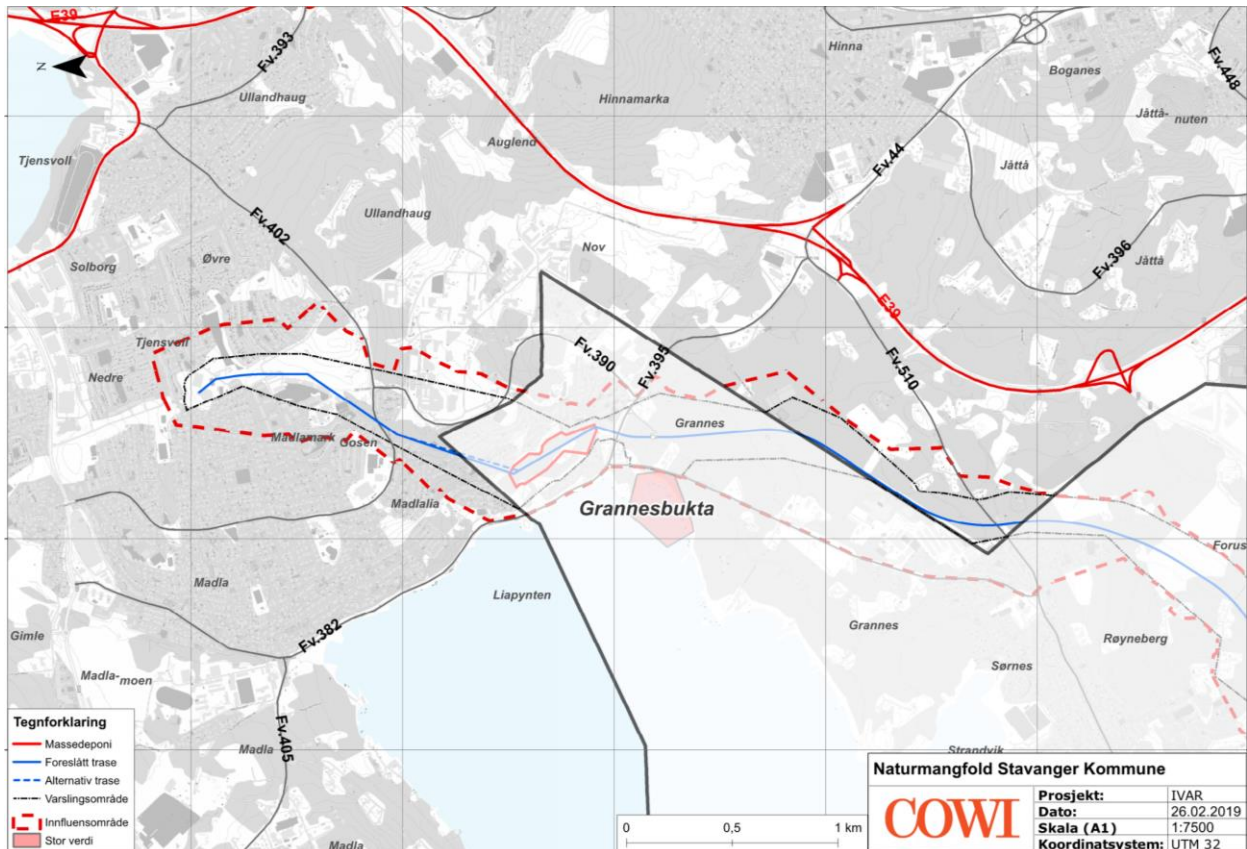 E39
Fv.393
N
Hinna
Fv.448
Ullandhaug
Hinnamarka
Boganes
Jåttå-
nuten
Tjensvoll
Auglend
Fv.44
Jåttå
Ullandhaug
Fv.402
Nov
Øvre
Solborg
Fv.396
Jåttå
E39
Tjensvoll
Fv.390
Fv.395
Fv.510
Nedre
Grannes
Madlamark
Gosen
Madlalia
Grannesbukta
Forus
Madla
Liapynten
Gimle
Fv.382
Grannes
Røyneberg
Sørnes
Madla-
moen
Fv.405
Madla
Strandvik
Madla
Tegnforklaring
Massedeponi
Foreslått trase
Alternativ trase
Varslingsområde
Innfluensområde
Stor verdi
0 0,5 1 km
Naturmangfold Stavanger Kommune
COWI
Prosjekt: IVAR
Dato: 26.02.2019
Skala (A1) 1:7500
Koordinatsystem: UTM 32